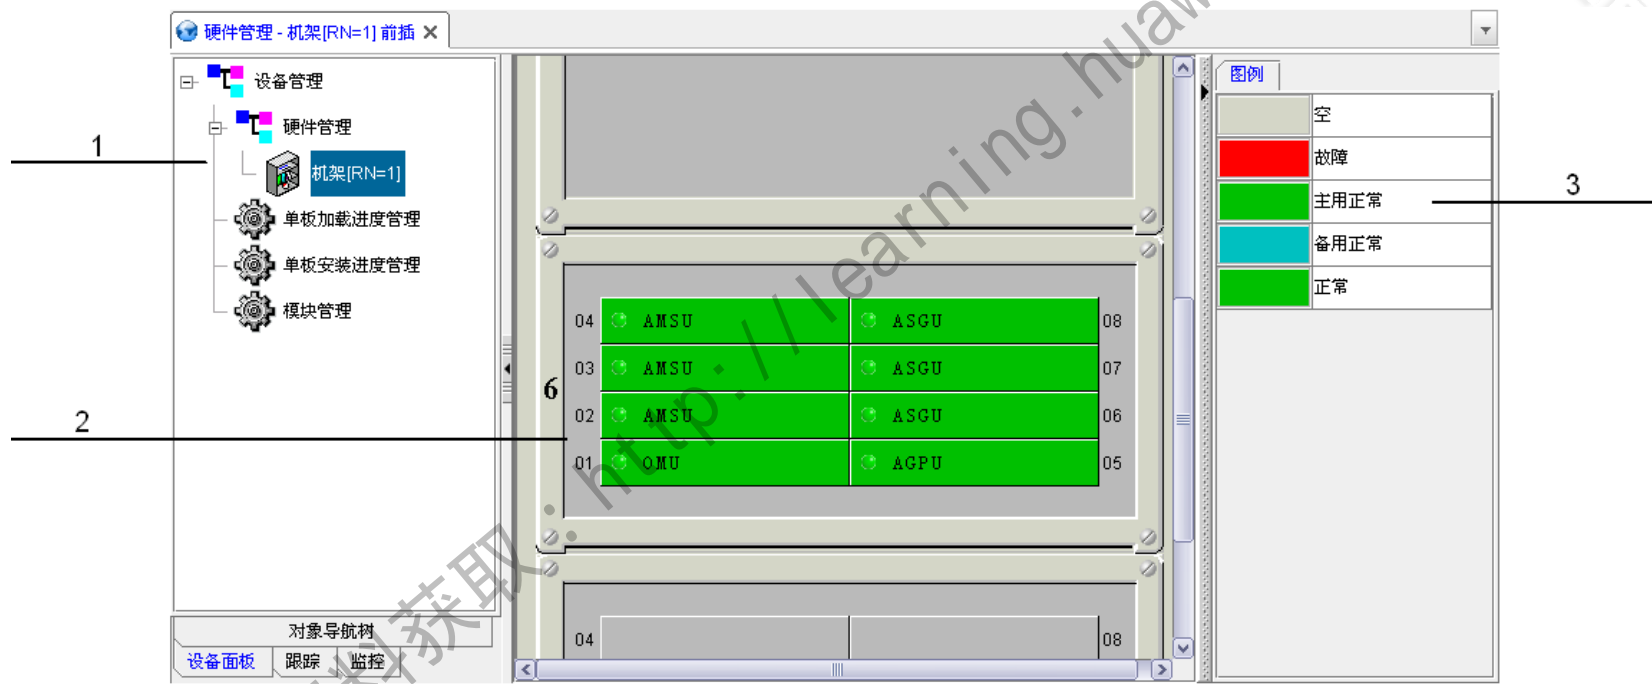 硬件管理 - 机架[RN=1] 前插
设备管理
硬件管理
机架[RN=1]
单板加载进度管理
单板安装进度管理
模块管理
对象导航树
设备面板 跟踪 监控
1
2
6
04 AMSU ASGU 08
03 AMSU ASGU 07
02 AMSU ASGU 06
01 OMU AGPU 05
04 08
图例
空
故障
主用正常
备用正常
正常
3
料获取:http://learning.huaw